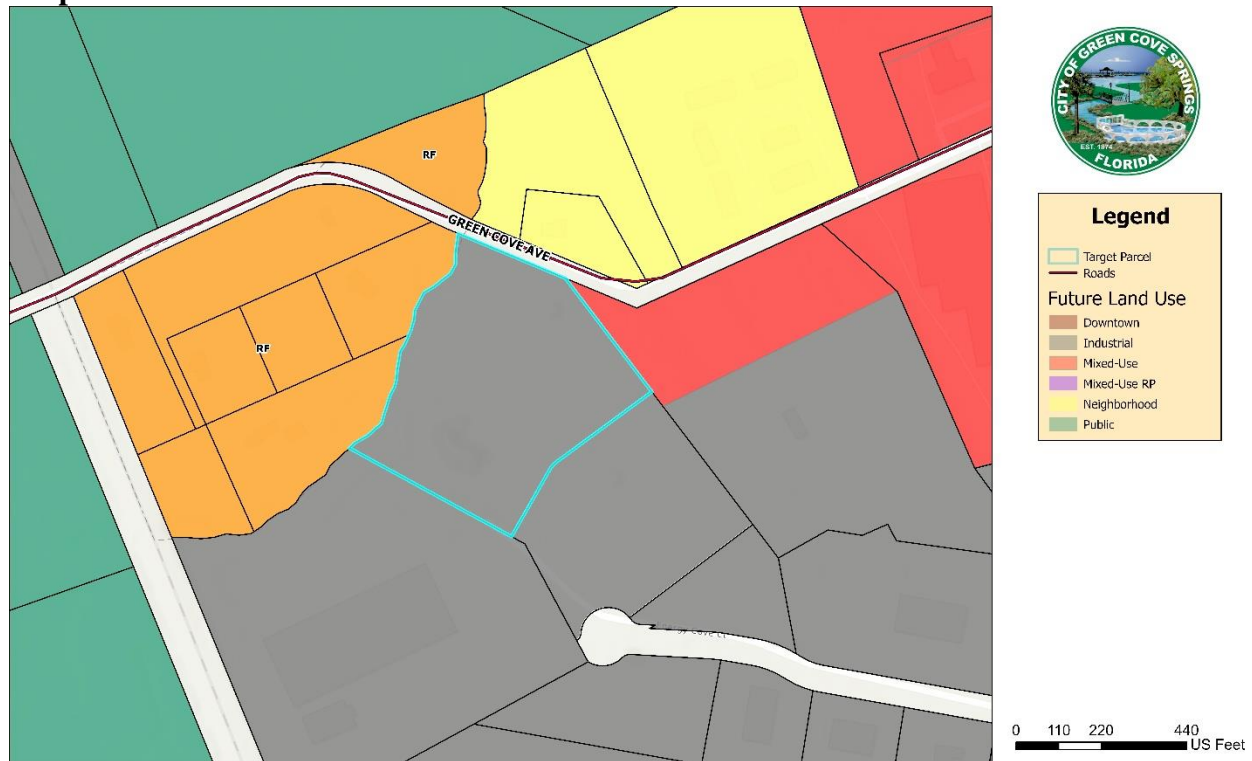 RF
GREEN COVE AVE
RF
CITY OF GREEN COVE SPRINGS
EST. 1874
FLORIDA
Legend
Target Parcel
Roads
Future Land Use
Downtown
Industrial
Mixed-Use
Mixed-Use RP
Neighborhood
Public
0 110 220 440
US Feet